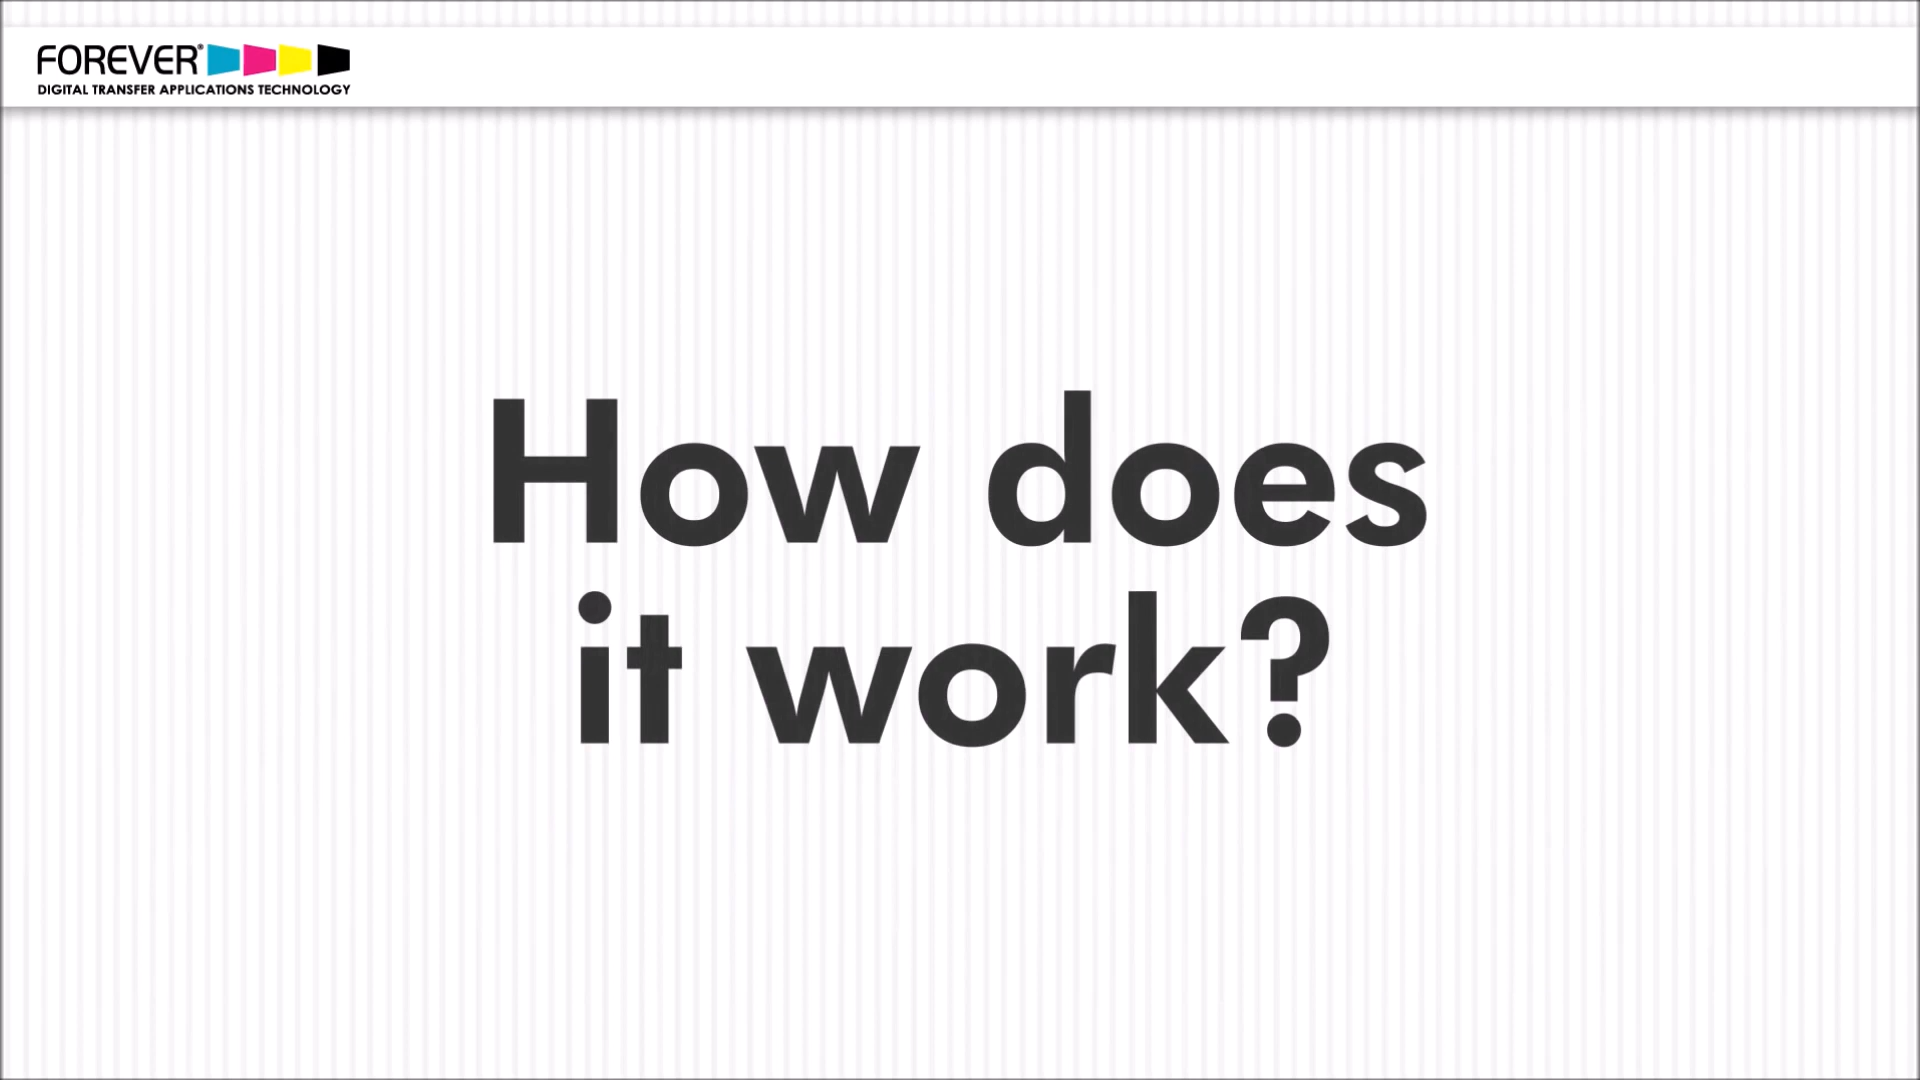 FOREVER®
DIGITAL TRANSFER APPLICATIONS TECHNOLOGY
How does
it work?